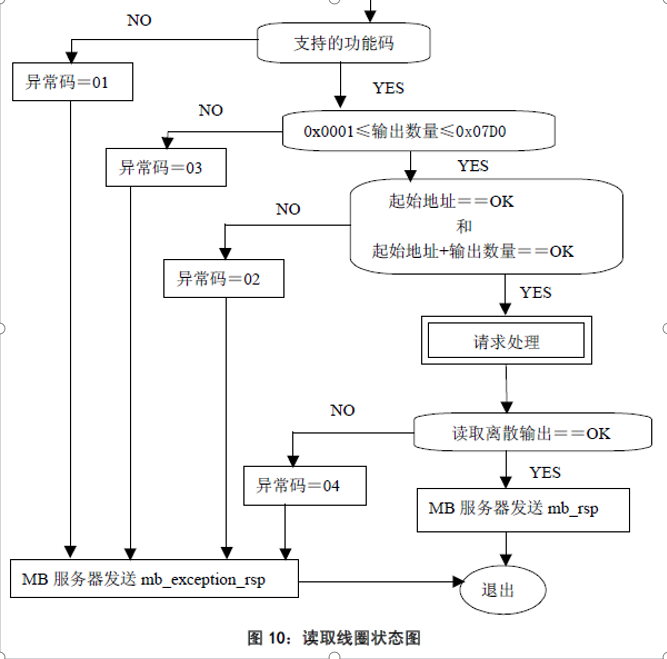 NO
支持的功能码
异常码＝01
YES
NO
0x0001≤输出数量≤0x07D0
异常码＝03
YES
起始地址＝＝OK
和
起始地址+输出数量＝＝OK
NO
异常码＝02
YES
请求处理
NO
读取离散输出＝＝OK
异常码＝04
YES
MB 服务器发送 mb_rsp
MB 服务器发送 mb_exception_rsp
退出
图 10：读取线圈状态图